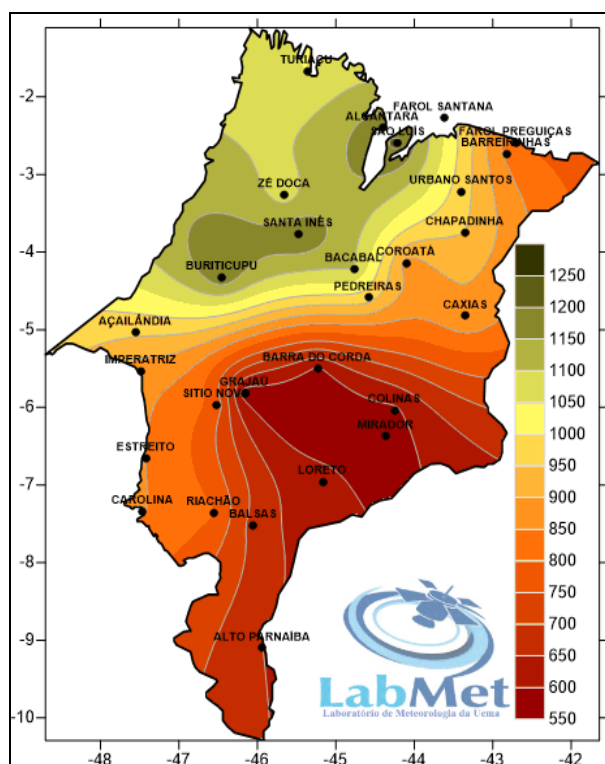 TURIAÇU
-2
FAROL SANTANA
ALCÂNTARA
SÃO LUÍS
FAROL PREGUIÇAS
BARREIRINHAS
-3
ZÉ DOCA
URBANO SANTOS
SANTA INÊS
CHAPADINHA
-4
BURITICUPU
BACABAL
COROATÁ
1250
PEDREIRAS
1200
CAXIAS
1150
AÇAILÂNDIA
-5
1100
IMPERATRIZ
BARRA DO CORDA
1050
GRAJAÚ
SITIO NOVO
COLINAS
-6
MIRADOR
1000
ESTREITO
950
LORETO
-7
900
CAROLINA
RIACHÃO
BALSAS
850
-8
800
750
ALTO PARNAÍBA
700
-9
650
LabMet
600
Laboratório de Meteorologia da Uema
-10
550
-48 -47 -46 -45 -44 -43 -42